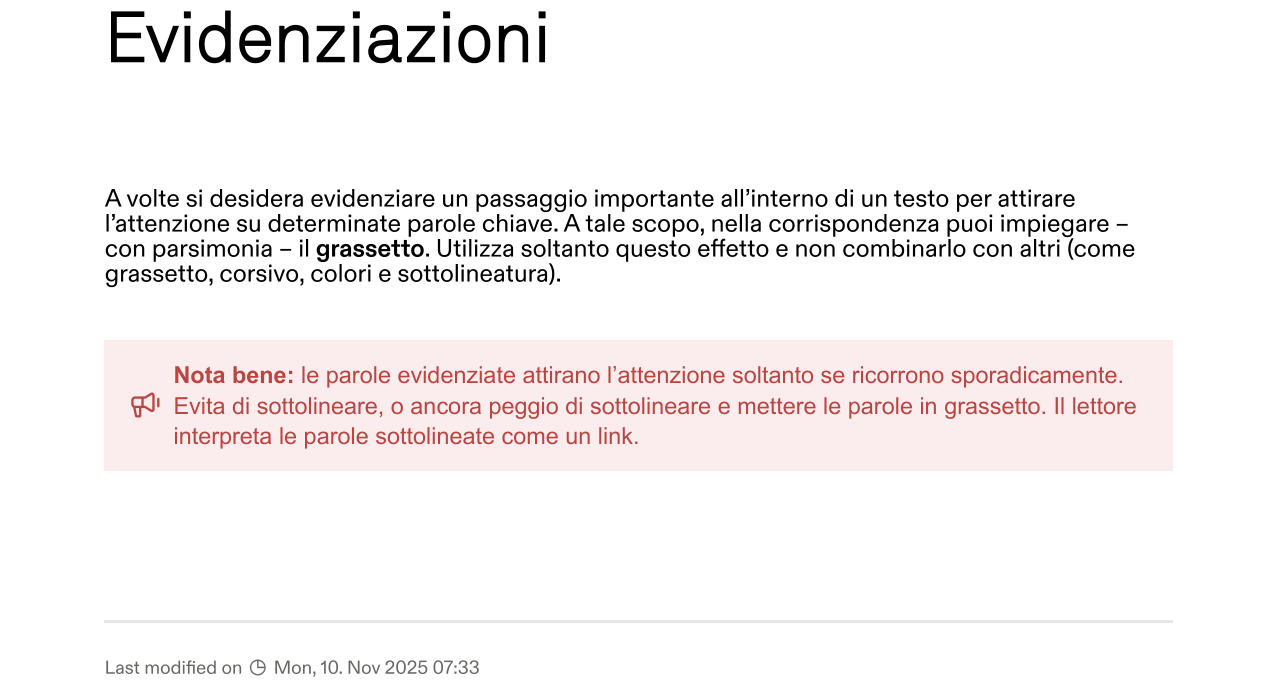 Evidenziazioni
A volte si desidera evidenziare un passaggio importante all’interno di un testo per attirare
l’attenzione su determinate parole chiave. A tale scopo, nella corrispondenza puoi impiegare –
con parsimonia – il grassetto. Utilizza soltanto questo effetto e non combinarlo con altri (come
grassetto, corsivo, colori e sottolineatura).
Nota bene: le parole evidenziate attirano l’attenzione soltanto se ricorrono sporadicamente.
Evita di sottolineare, o ancora peggio di sottolineare e mettere le parole in grassetto. Il lettore
interpreta le parole sottolineate come un link.
Last modified on Mon, 10. Nov 2025 07:33